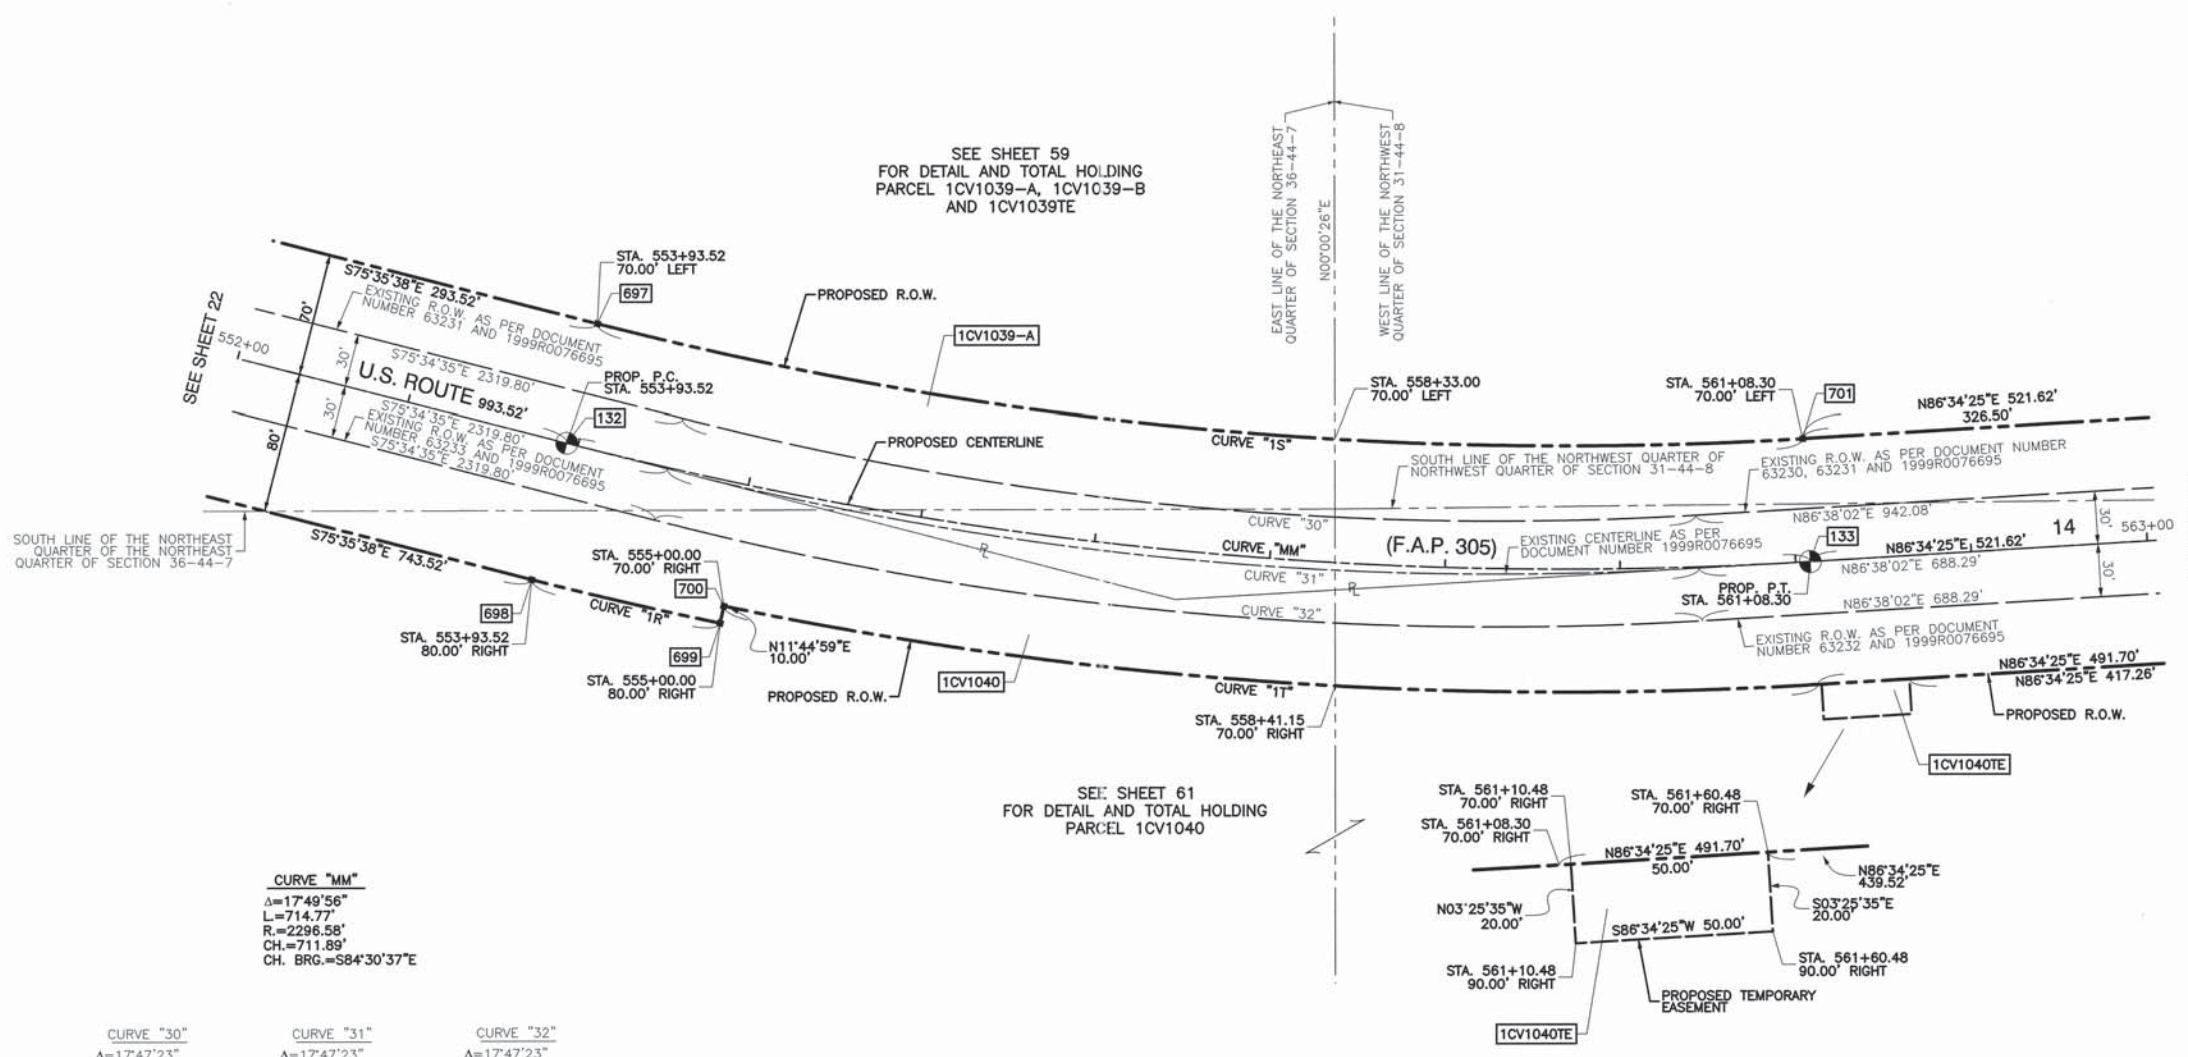 SEE SHEET 59
FOR DETAIL AND TOTAL HOLDING
PARCEL 1CV1039-A, 1CV1039-B
AND 1CV1039TE
EAST LINE OF THE NORTHEAST
QUARTER OF SECTION 36-44-7
N00°00'26"E
WEST LINE OF THE NORTHWEST
QUARTER OF SECTION 31-44-8
SEE SHEET 22
S75°35'38"E 293.52'
EXISTING R.O.W. AS PER DOCUMENT
NUMBER 63231 AND 1999R0076695
70'
552+00
30'
S75°34'35"E 2319.80'
U.S. ROUTE 993.52'
S75°34'35"E 2319.80'
30'
EXISTING R.O.W. AS PER DOCUMENT
NUMBER 63233 AND 1999R0076695
S75°34'35"E 2319.80'
80'
STA. 553+93.52
70.00' LEFT
697
PROPOSED R.O.W.
1CV1039-A
PROP. P.C.
STA. 553+93.52
132
PROPOSED CENTERLINE
CURVE "1S"
STA. 558+33.00
70.00' LEFT
STA. 561+08.30
70.00' LEFT
701
N86°34'25"E 521.62'
326.50'
SOUTH LINE OF THE NORTHWEST QUARTER OF
NORTHWEST QUARTER OF SECTION 31-44-8
EXISTING R.O.W. AS PER DOCUMENT NUMBER
63230, 63231 AND 1999R0076695
N86°38'02"E 942.08'
30'
14
563+00
CURVE "30"
CURVE "MM"
(F.A.P. 305)
EXISTING CENTERLINE AS PER
DOCUMENT NUMBER 1999R0076695
133
N86°34'25"E 521.62'
N86°38'02"E 688.29'
30'
CURVE "31"
PL
PL
PROP. P.T.
STA. 561+08.30
N86°38'02"E 688.29'
CURVE "32"
EXISTING R.O.W. AS PER DOCUMENT
NUMBER 63232 AND 1999R0076695
SOUTH LINE OF THE NORTHEAST
QUARTER OF THE NORTHEAST
QUARTER OF SECTION 36-44-7
S75°35'38"E 743.52'
698
STA. 553+93.52
80.00' RIGHT
STA. 555+00.00
70.00' RIGHT
700
CURVE "1R"
699
STA. 555+00.00
80.00' RIGHT
N11°44'59"E
10.00'
PROPOSED R.O.W.
1CV1040
CURVE "1T"
STA. 558+41.15
70.00' RIGHT
N86°34'25"E 491.70'
N86°34'25"E 417.26'
PROPOSED R.O.W.
1CV1040TE
SEE SHEET 61
FOR DETAIL AND TOTAL HOLDING
PARCEL 1CV1040
STA. 561+10.48
70.00' RIGHT
STA. 561+08.30
70.00' RIGHT
STA. 561+60.48
70.00' RIGHT
N86°34'25"E 491.70'
50.00'
N86°34'25"E
439.52'
N03°25'35"W
20.00'
S03°25'35"E
20.00'
S86°34'25"W 50.00'
STA. 561+10.48
90.00' RIGHT
STA. 561+60.48
90.00' RIGHT
PROPOSED TEMPORARY
EASEMENT
1CV1040TE
CURVE "MM"
Δ=17°49'56"
L.=714.77'
R.=2296.58'
CH.=711.89'
CH. BRG.=S84°30'37"E
CURVE "30"
Δ=17°47'23"
CURVE "31"
Δ=17°47'23"
CURVE "32"
Δ=17°47'23"